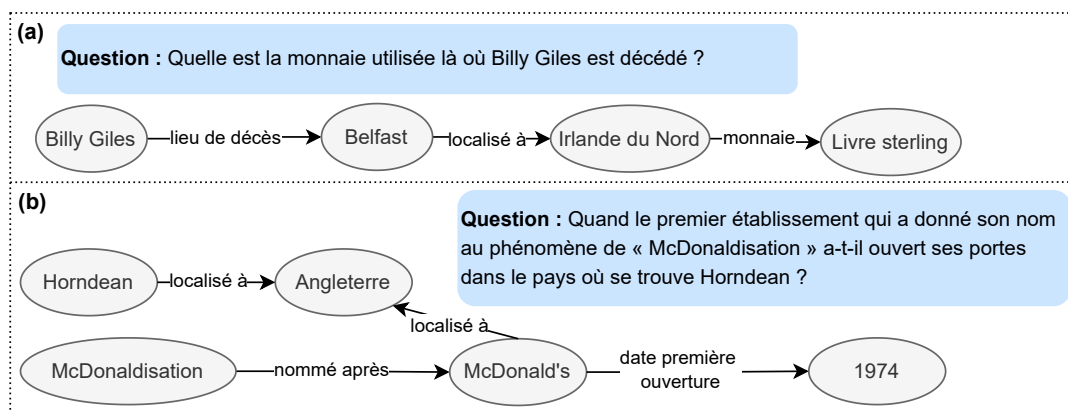 (a)
Question : Quelle est la monnaie utilisée là où Billy Giles est décédé ?
Billy Giles
lieu de décès
Belfast
localisé à
Irlande du Nord
monnaie
Livre sterling
(b)
Question : Quand le premier établissement qui a donné son nom
au phénomène de « McDonaldisation » a-t-il ouvert ses portes
dans le pays où se trouve Horndean ?
Horndean
localisé à
Angleterre
localisé à
McDonaldisation
nommé après
McDonald's
date première
ouverture
1974